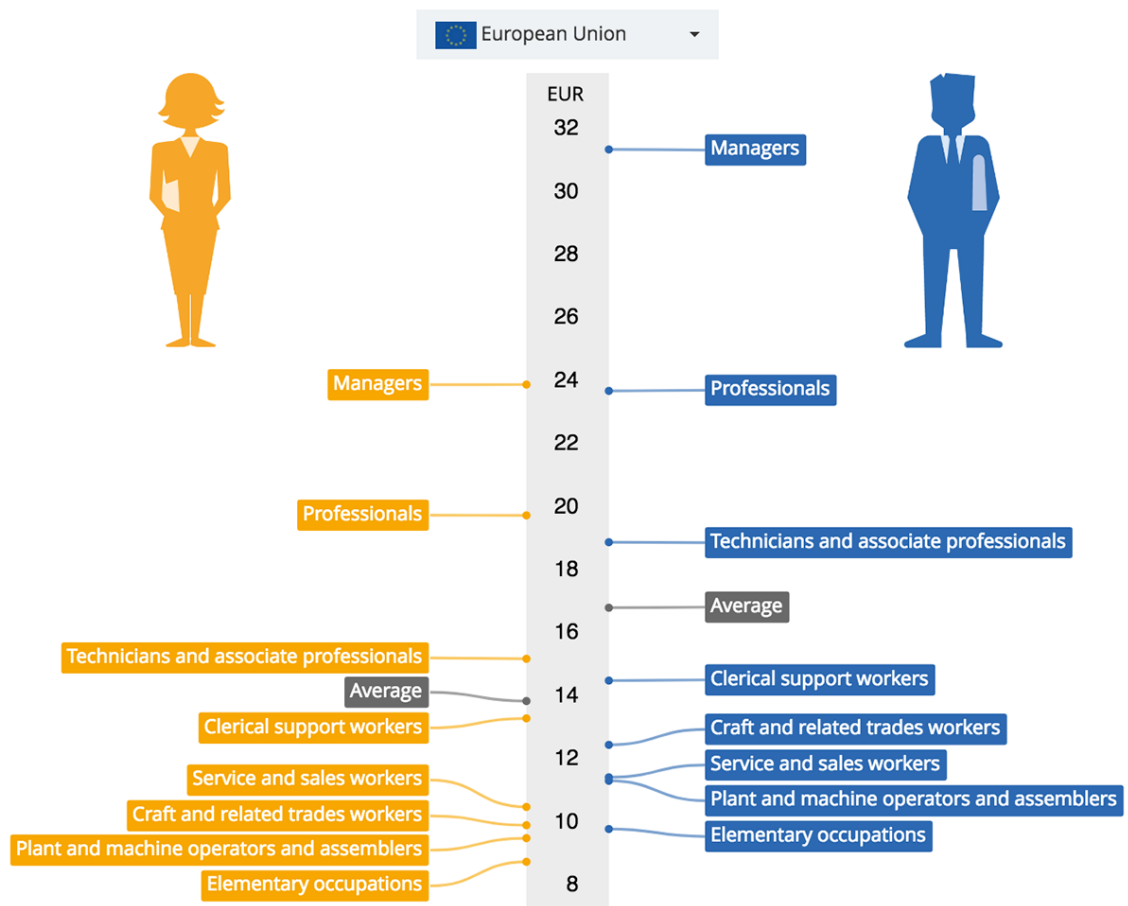 European Union
EUR
32
Managers
30
28
26
Managers
24
Professionals
22
Professionals
20
Technicians and associate professionals
18
Average
16
Technicians and associate professionals
Clerical support workers
Average
14
Clerical support workers
Craft and related trades workers
12
Service and sales workers
Service and sales workers
Plant and machine operators and assemblers
Craft and related trades workers
10
Elementary occupations
Plant and machine operators and assemblers
Elementary occupations
8